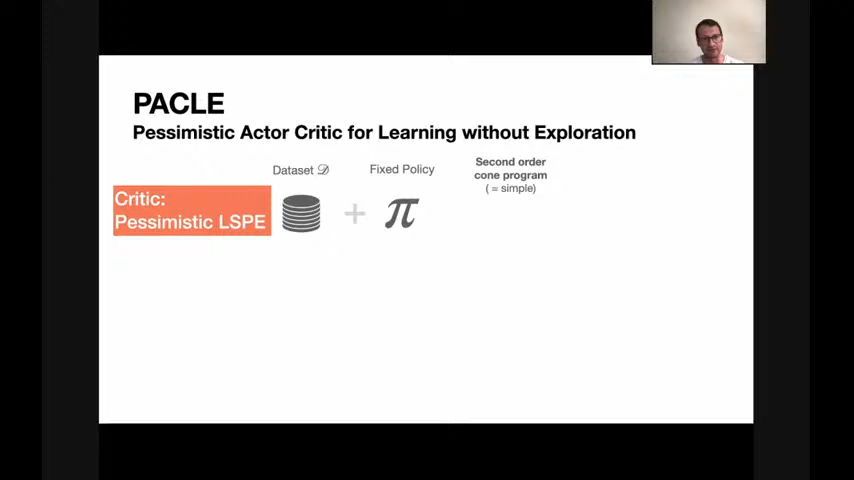 PACLE
Pessimistic Actor Critic for Learning without Exploration
Dataset 𝒟
Fixed Policy
Second order
cone program
( = simple)
Critic:
Pessimistic LSPE
+
π